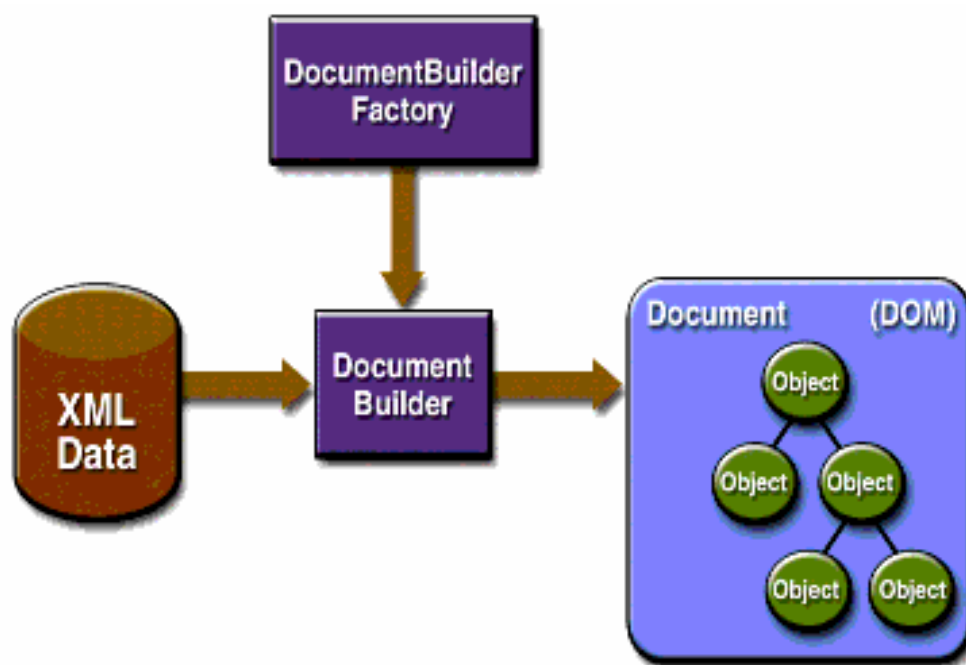 DocumentBuilder
Factory
XML
Data
Document
Builder
Document (DOM)
Object
Object Object
Object Object